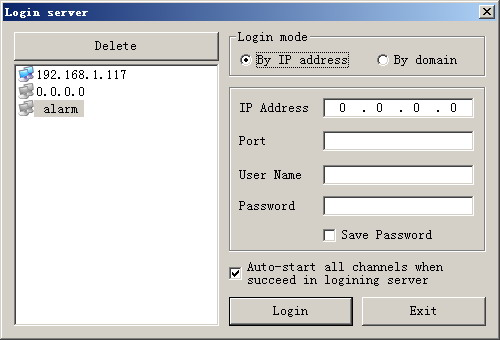 Login server
Delete
192.168.1.117
0.0.0.0
alarm
Login mode
By IP address
By domain
IP Address
0 . 0 . 0 . 0
Port
User Name
Password
Save Password
Auto-start all channels when
succeed in logining server
Login
Exit